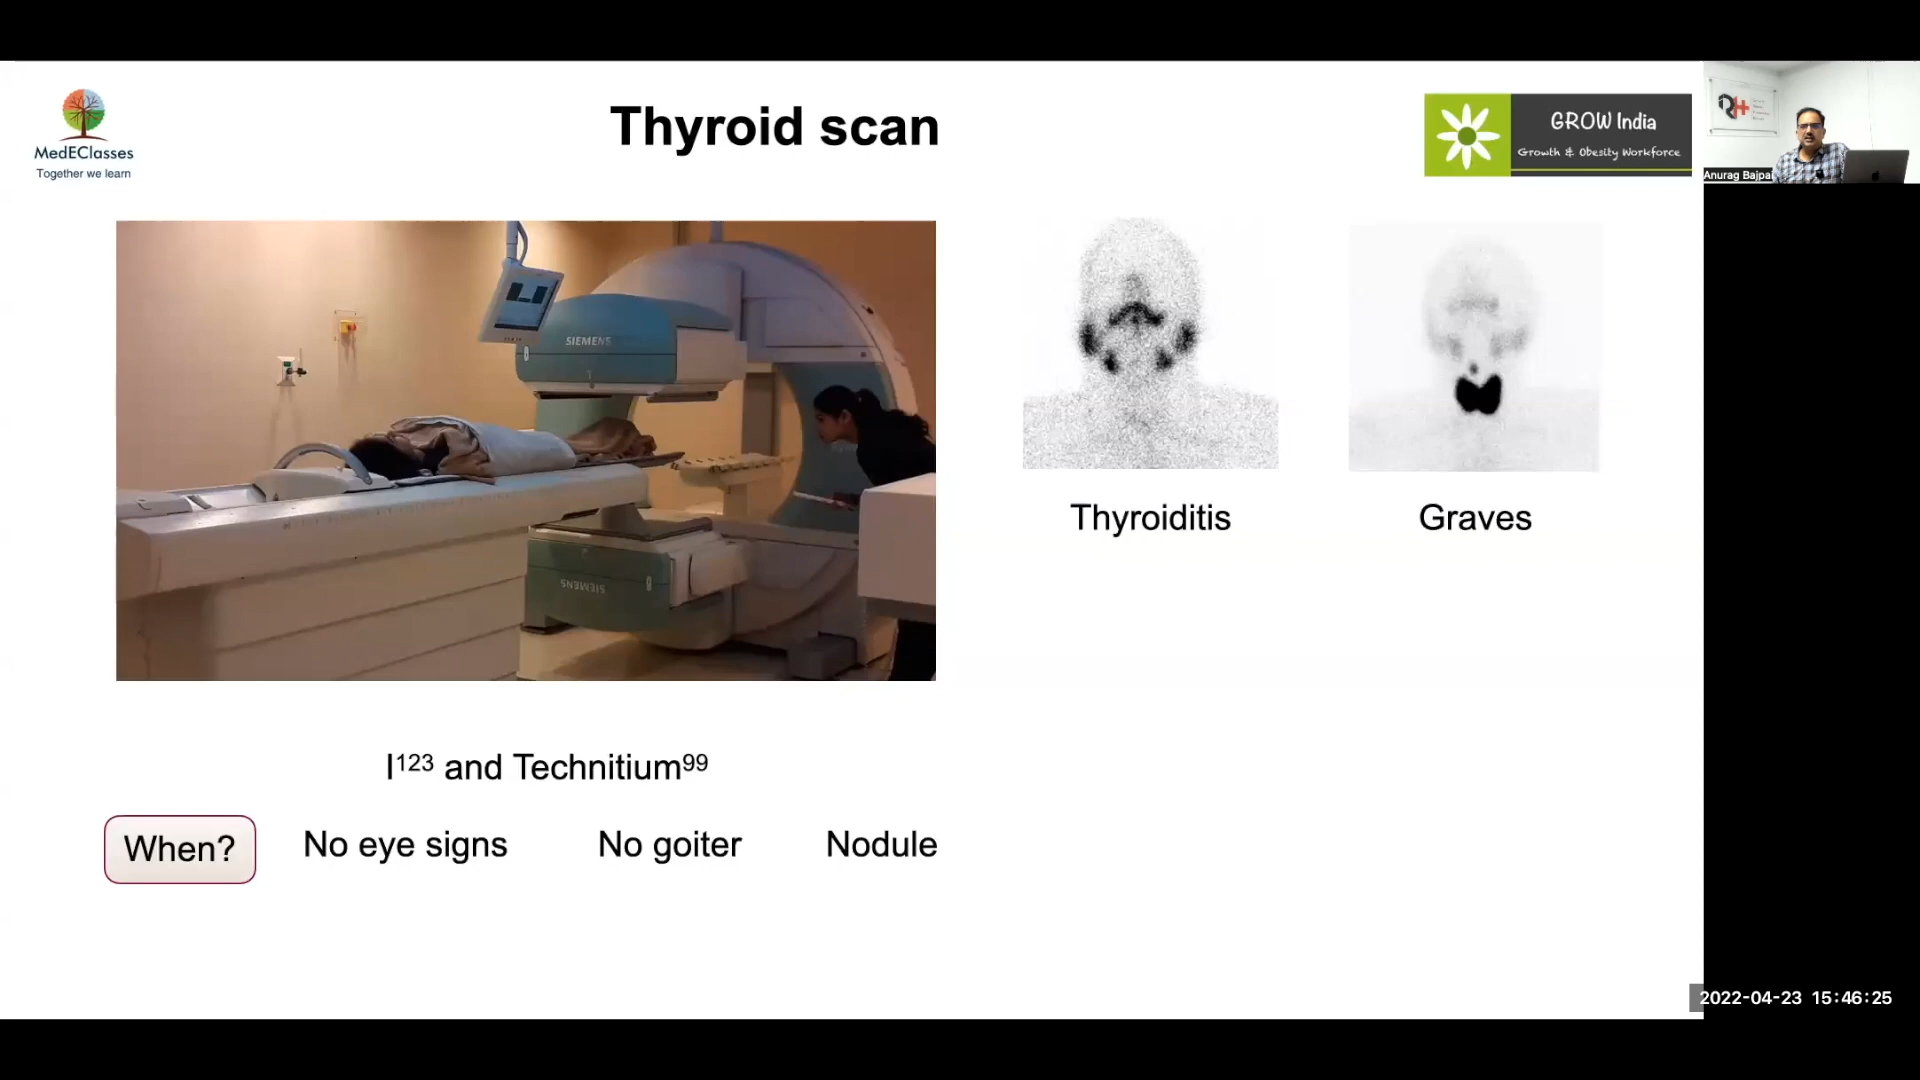 Thyroid scan
MedEClasses
Together we learn
GROW India
Growth & Obesity Workforce
Anurag Bajpai
SIEMENS
SIEMENS
Thyroiditis
Graves
I¹²³ and Technitium⁹⁹
When?
No eye signs
No goiter
Nodule
2022-04-23 15:46:25